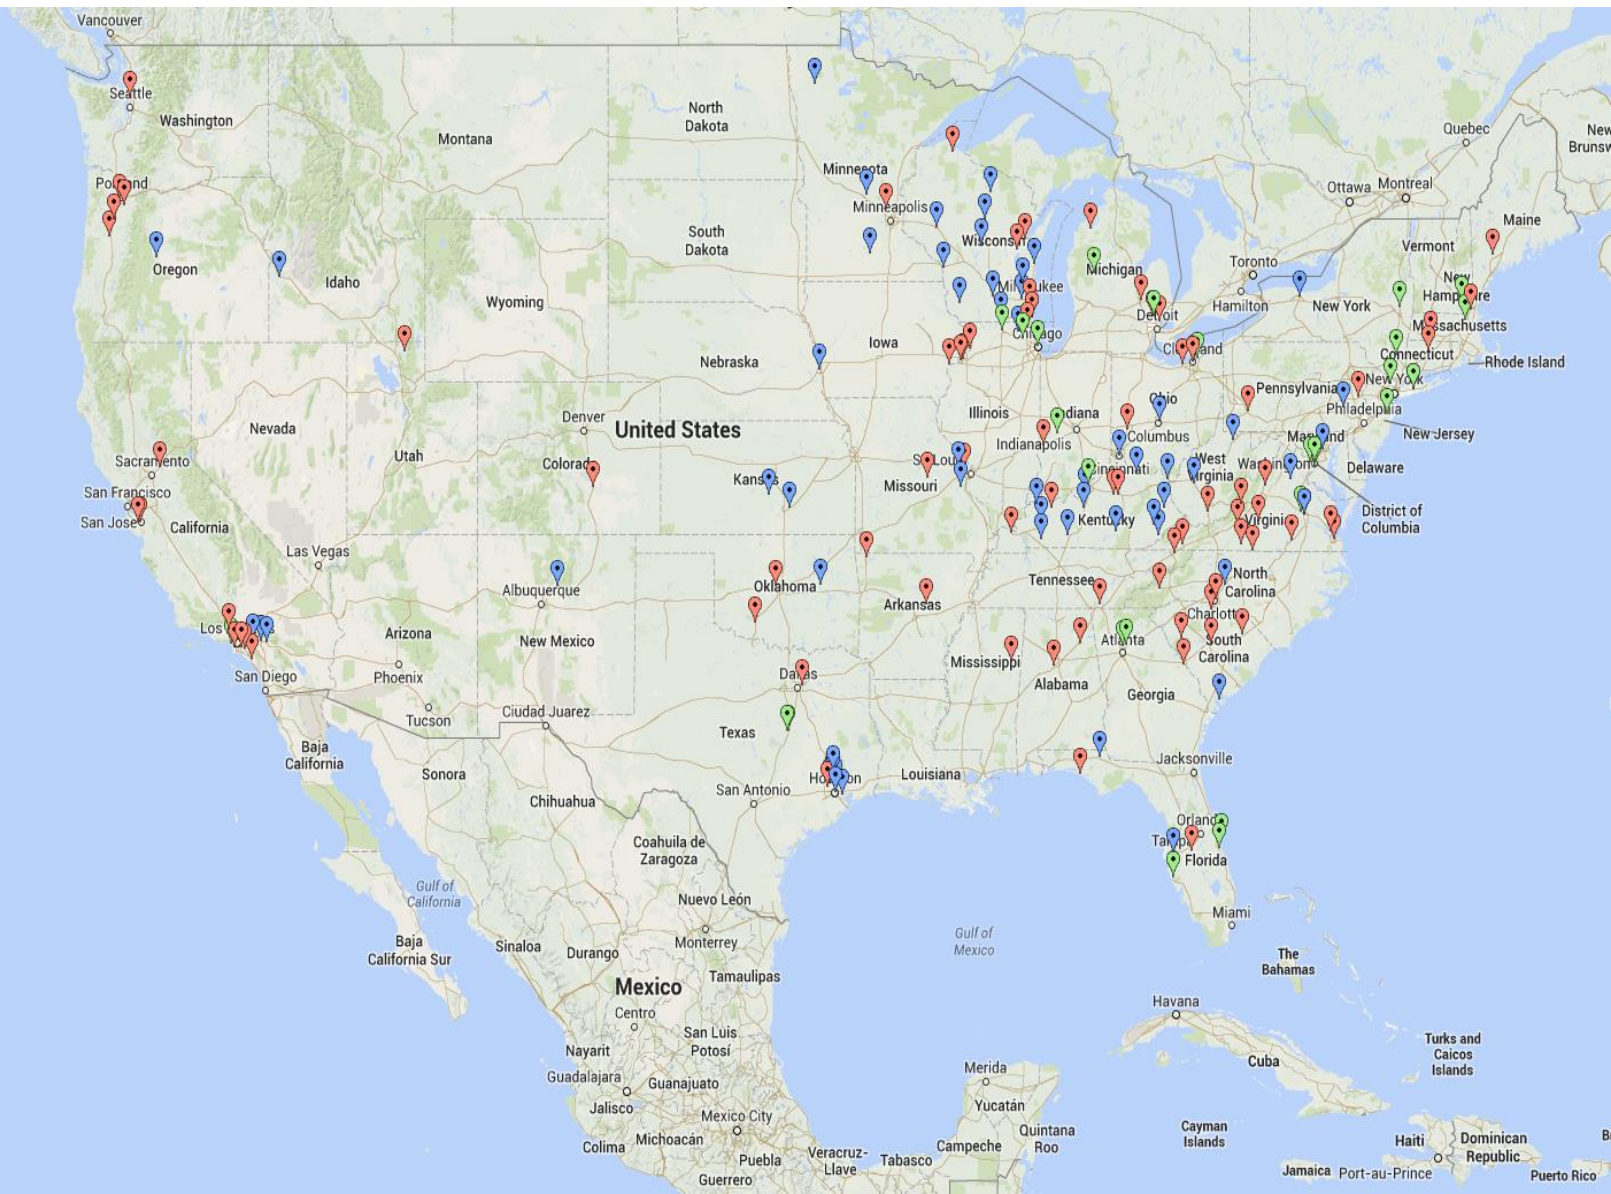 Vancouver
Seattle
Washington
Montana
North
Dakota
Minnesota
Minneapolis
Quebec
New
Brunsw
Ottawa
Montreal
Maine
Oregon
Idaho
Wyoming
South
Dakota
Wisconsin
Michigan
Toronto
Hamilton
Vermont
New
Hampshire
New York
Massachusetts
Detroit
Milwaukee
Chicago
Iowa
Nebraska
Cleveland
Connecticut
Rhode Island
New York
Pennsylvania
Philadelphia
New Jersey
Nevada
Utah
Denver
United States
Illinois
Indiana
Ohio
Indianapolis
Columbus
Maryland
Sacramento
San Francisco
San Jose
California
Colorado
Kansas
St Louis
Missouri
Cincinnati
West
Virginia
Washington
Delaware
District of
Columbia
Kentucky
Virginia
Las Vegas
Albuquerque
Oklahoma
Arkansas
Tennessee
North
Carolina
Charlotte
Los Angeles
Arizona
New Mexico
Phoenix
San Diego
Tucson
Ciudad Juarez
Dallas
Texas
Mississippi
Alabama
Atlanta
Georgia
South
Carolina
Baja
California
Sonora
Chihuahua
San Antonio
Houston
Louisiana
Jacksonville
Orlando
Tampa
Florida
Miami
Coahuila de
Zaragoza
Gulf of
California
Nuevo León
Monterrey
Baja
California Sur
Sinaloa
Durango
Tamaulipas
Gulf of
Mexico
The
Bahamas
Mexico
Centro
San Luis
Potosí
Havana
Cuba
Turks and
Caicos
Islands
Nayarit
Guadalajara
Guanajuato
Jalisco
Mexico City
Colima
Michoacán
Puebla
Guerrero
Veracruz-
Llave
Tabasco
Campeche
Merida
Yucatán
Quintana
Roo
Cayman
Islands
Jamaica
Haiti
Port-au-Prince
Dominican
Republic
Puerto Rico